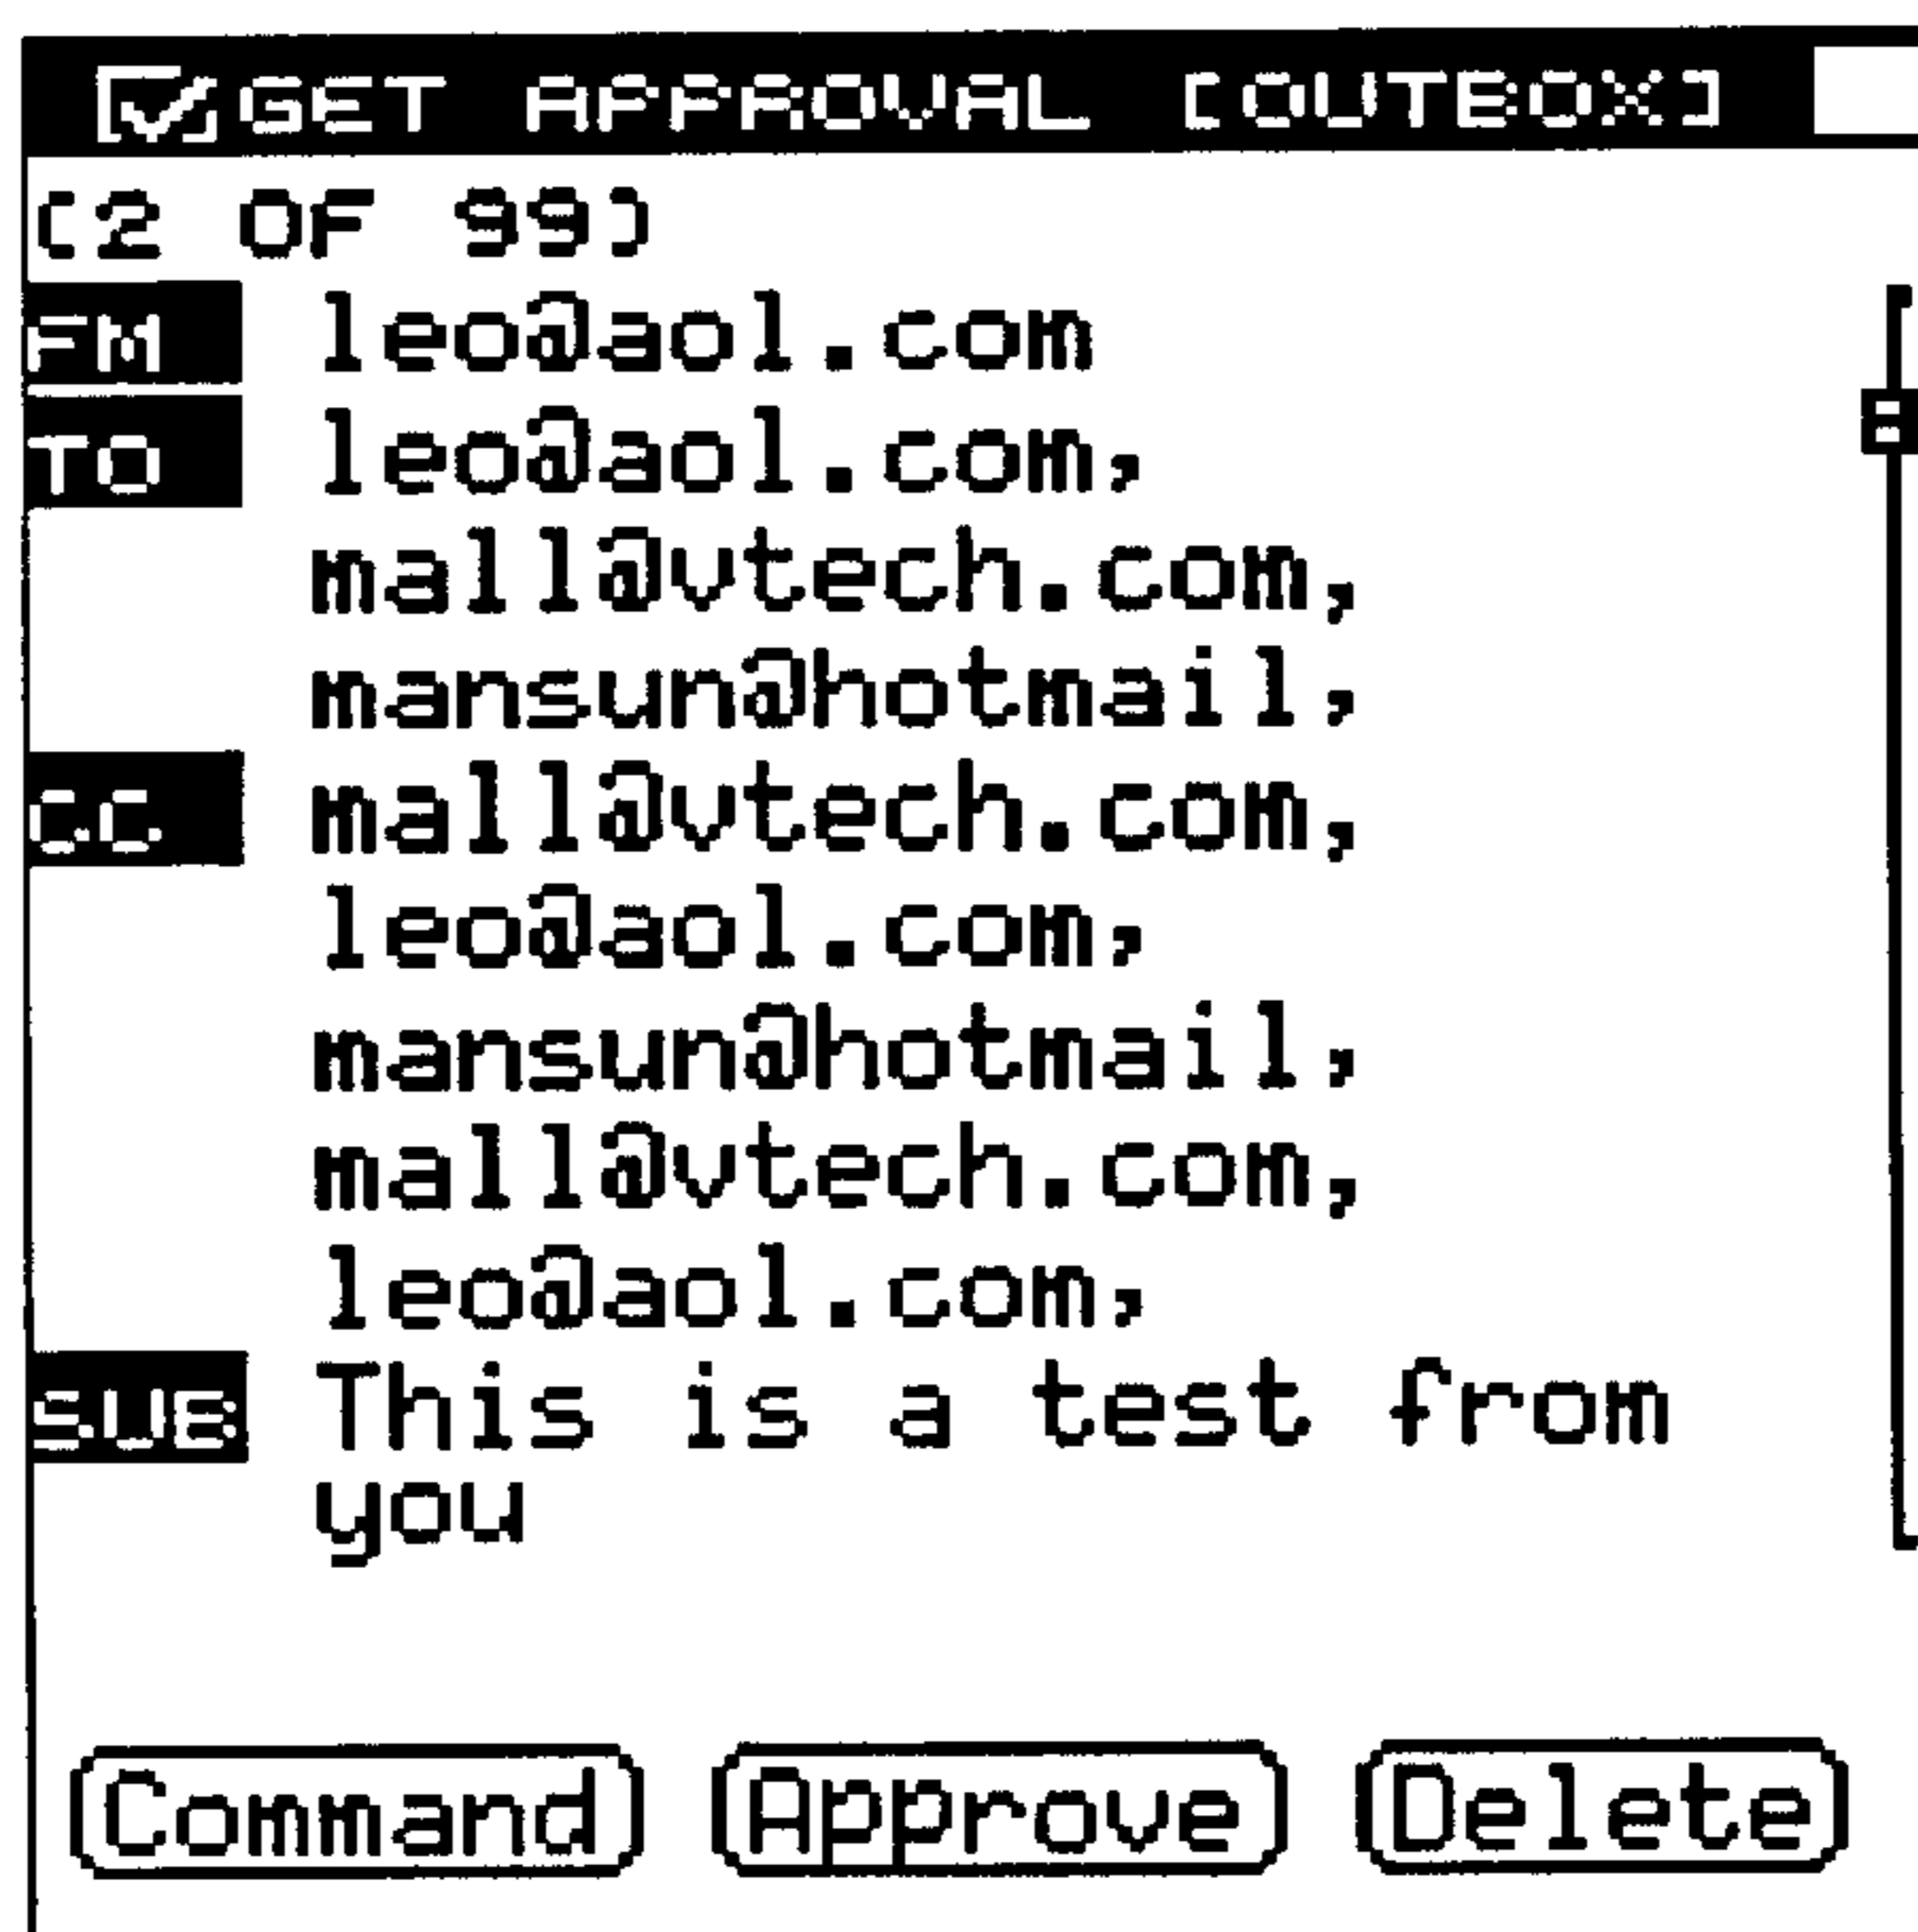 GET APPROVAL [OUTBOX]
(2 OF 99)
FM leo@aol.com
TO leo@aol.com,
mall@vtech.com,
mansun@hotmail,
C.C. mall@vtech.com,
leo@aol.com,
mansun@hotmail,
mall@vtech.com,
leo@aol.com,
SUB This is a test from
you
Command Approve Delete